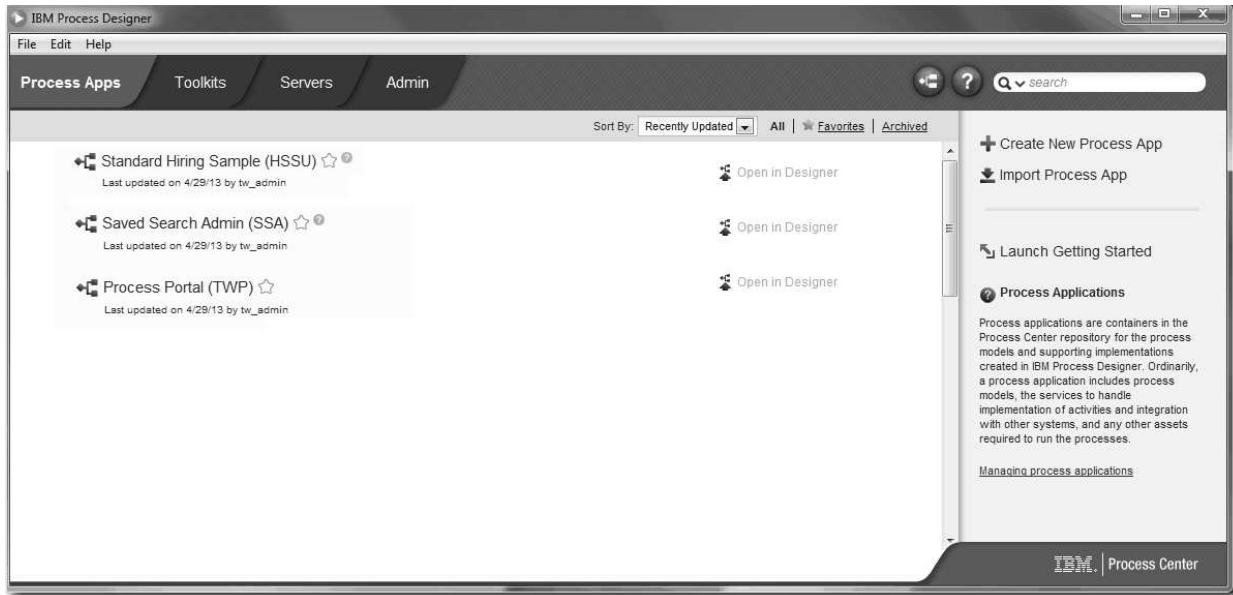 IBM Process Designer
File Edit Help
Process Apps Toolkits Servers Admin
? search
Sort By: Recently Updated All | Favorites | Archived
Standard Hiring Sample (HSSU) ?
Last updated on 4/29/13 by tw_admin
Open in Designer
Saved Search Admin (SSA) ?
Last updated on 4/29/13 by tw_admin
Open in Designer
Process Portal (TWP)
Last updated on 4/29/13 by tw_admin
Open in Designer
Create New Process App
Import Process App
Launch Getting Started
? Process Applications
Process applications are containers in the
Process Center repository for the process
models and supporting implementations
created in IBM Process Designer. Ordinarily,
a process application includes process
models, the services to handle
implementation of activities and integration
with other systems, and any other assets
required to run the processes.
Managing process applications
IBM. | Process Center